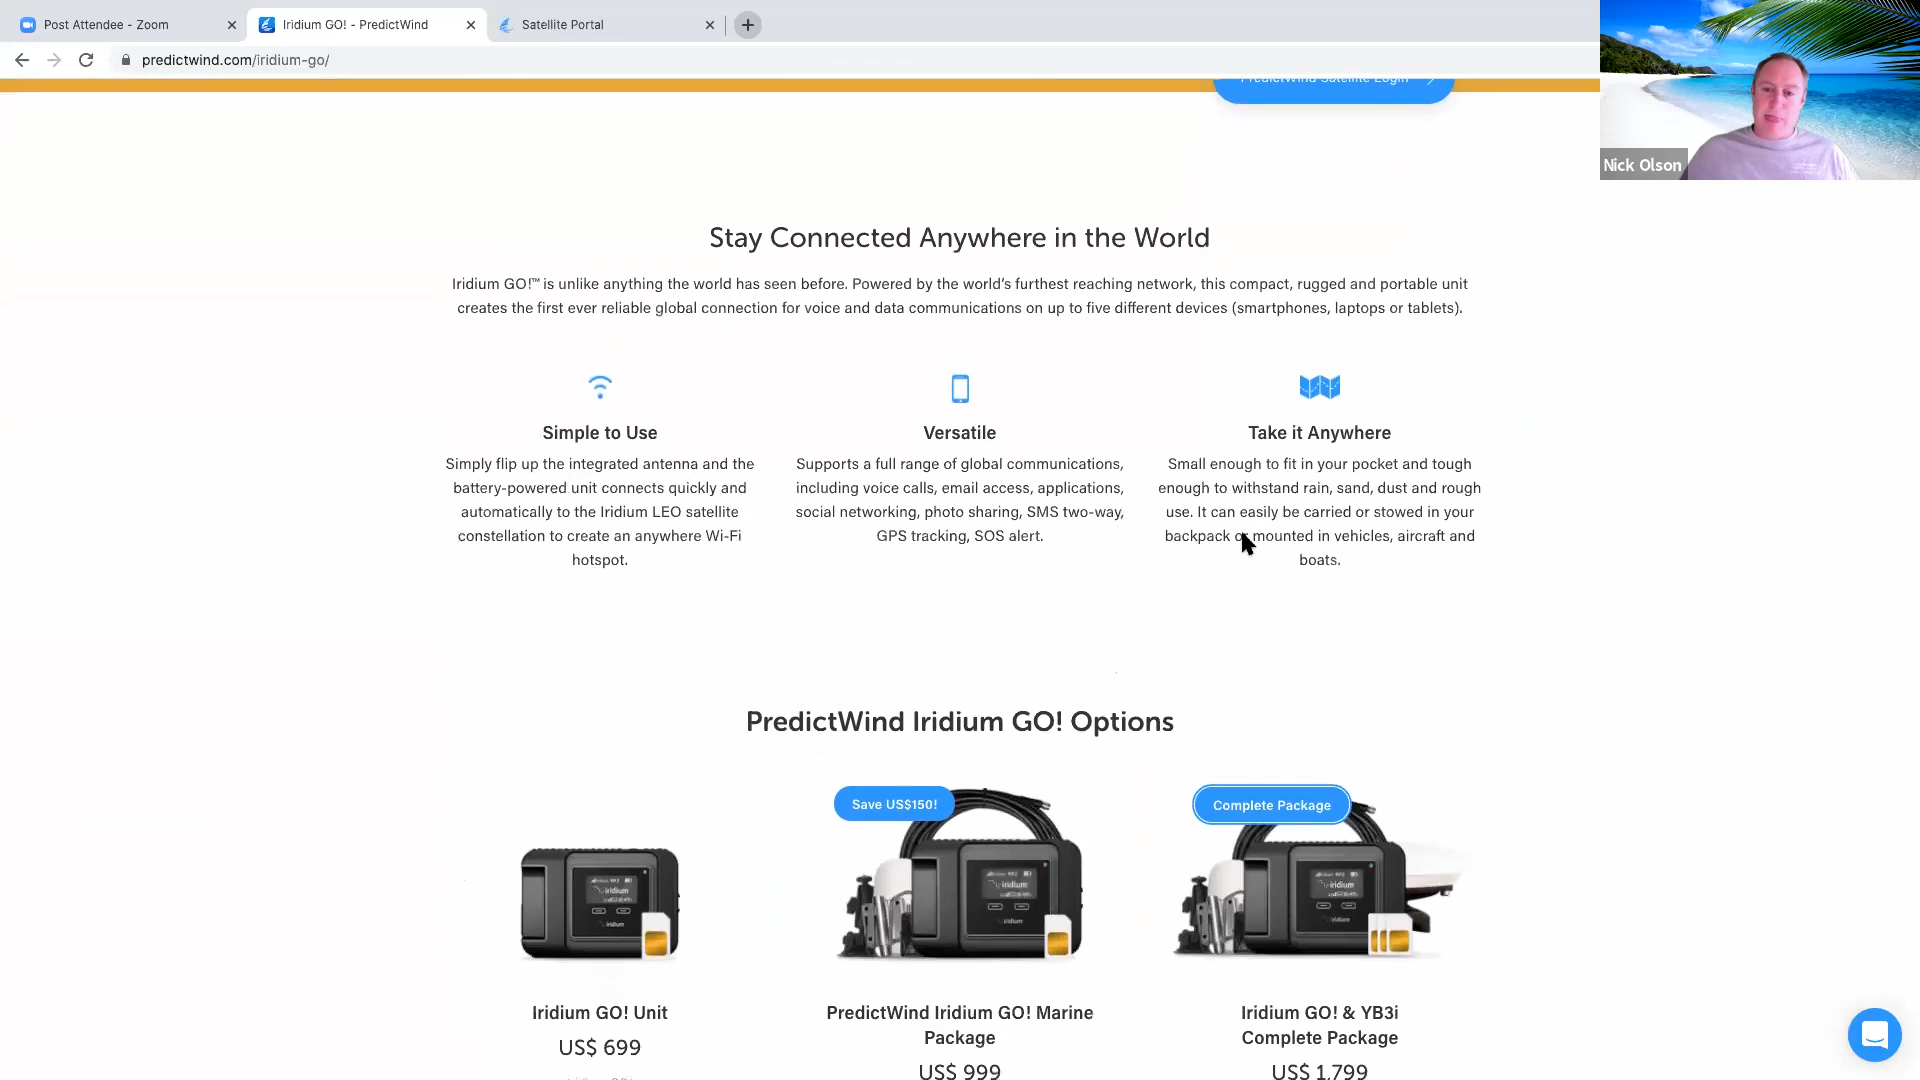 Post Attendee - Zoom
Iridium GO! - PredictWind
Satellite Portal
predictwind.com/iridium-go/
PredictWind Satellite Login
Nick Olson
Stay Connected Anywhere in the World
Iridium GO!™ is unlike anything the world has seen before. Powered by the world's furthest reaching network, this compact, rugged and portable unit
creates the first ever reliable global connection for voice and data communications on up to five different devices (smartphones, laptops or tablets).
Simple to Use
Simply flip up the integrated antenna and the
battery-powered unit connects quickly and
automatically to the Iridium LEO satellite
constellation to create an anywhere Wi-Fi
hotspot.
Versatile
Supports a full range of global communications,
including voice calls, email access, applications,
social networking, photo sharing, SMS two-way,
GPS tracking, SOS alert.
Take it Anywhere
Small enough to fit in your pocket and tough
enough to withstand rain, sand, dust and rough
use. It can easily be carried or stowed in your
backpack or mounted in vehicles, aircraft and
boats.
PredictWind Iridium GO! Options
Save US$150!
Complete Package
iridium
iridium
iridium
iridium
iridium
iridium
Iridium GO! Unit
US$ 699
PredictWind Iridium GO! Marine
Package
US$ 999
Iridium GO! & YB3i
Complete Package
US$ 1,799